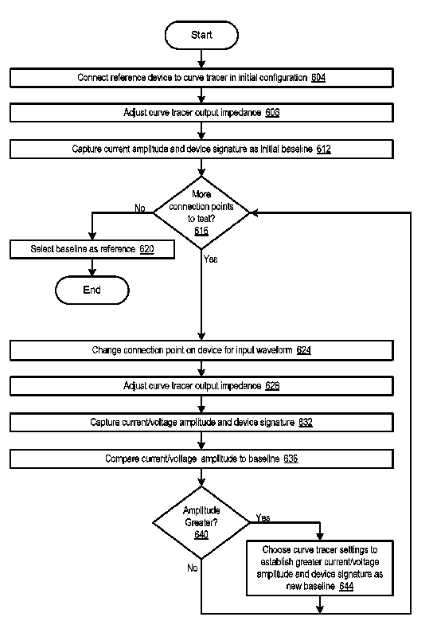 Start
Connect reference device to curve tracer in initial configuration 604
Adjust curve tracer output impedance 606
Capture current amplitude and device signature as initial baseline 612
More
connection points
to test?
616
No
Yes
Select baseline as reference 620
End
Change connection point on device for input waveform 624
Adjust curve tracer output impedance 628
Capture current/voltage amplitude and device signature 632
Compare current/voltage amplitude to baseline 636
Amplitude
Greater?
640
Yes
No
Choose curve tracer settings to
establish greater current/voltage
amplitude and device signature as
new baseline 644